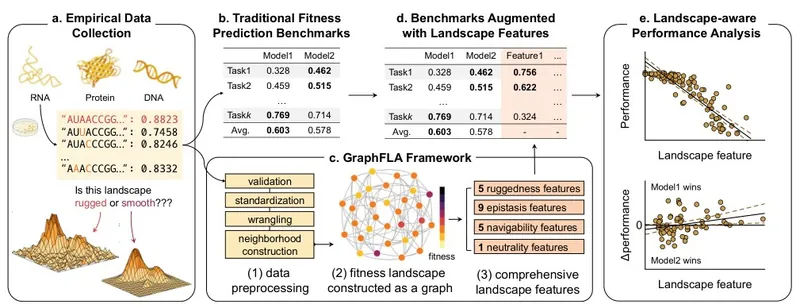 a. Empirical Data
Collection
RNA
Protein
DNA
"AUAACCGG...": 0.8823
"AUUACCGG...": 0.7458
"AUACCCGG...": 0.8246
...
"AAAACCGG...": 0.8332
Is this landscape
rugged or smooth???
b. Traditional Fitness
Prediction Benchmarks
Model1 Model2
Task1 0.328 0.462
Task2 0.459 0.515
...
Taskk 0.769 0.714
Avg. 0.603 0.578
c. GraphFLA Framework
validation
standardization
wrangling
neighborhood
construction
(1) data
preprocessing
fitness
(2) fitness landscape
constructed as a graph
5 ruggedness features
9 epistasis features
5 navigability features
1 neutrality features
(3) comprehensive
landscape features
d. Benchmarks Augmented
with Landscape Features
Model1 Model2 Feature1 ...
Task1 0.328 0.462 0.756 ...
Task2 0.459 0.515 0.622 ...
...
Taskk 0.769 0.714 0.324 ...
Avg. 0.603 0.578 - -
e. Landscape-aware
Performance Analysis
Performance
Landscape feature
Model1 wins
Δperformance
0
Model2 wins
Landscape feature